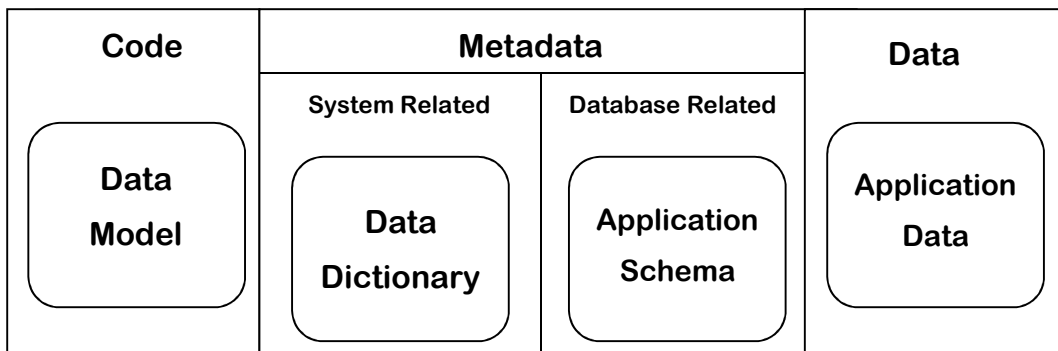 Code
Metadata
Data
System Related
Database Related
Data
Model
Data
Dictionary
Application
Schema
Application
Data